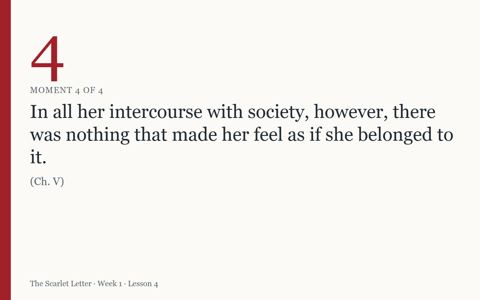 4
MOMENT 4 OF 4
In all her intercourse with society, however, there
was nothing that made her feel as if she belonged to
it.
(Ch. V)
The Scarlet Letter · Week 1 · Lesson 4